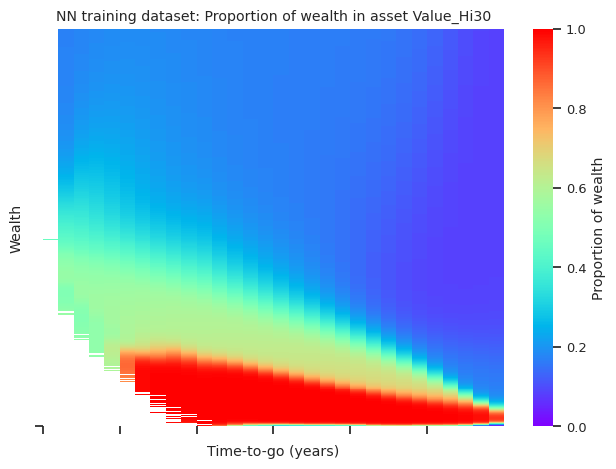 NN training dataset: Proportion of wealth in asset Value_Hi30
Wealth
Time-to-go (years)
1.0
0.8
0.6
0.4
0.2
0.0
Proportion of wealth